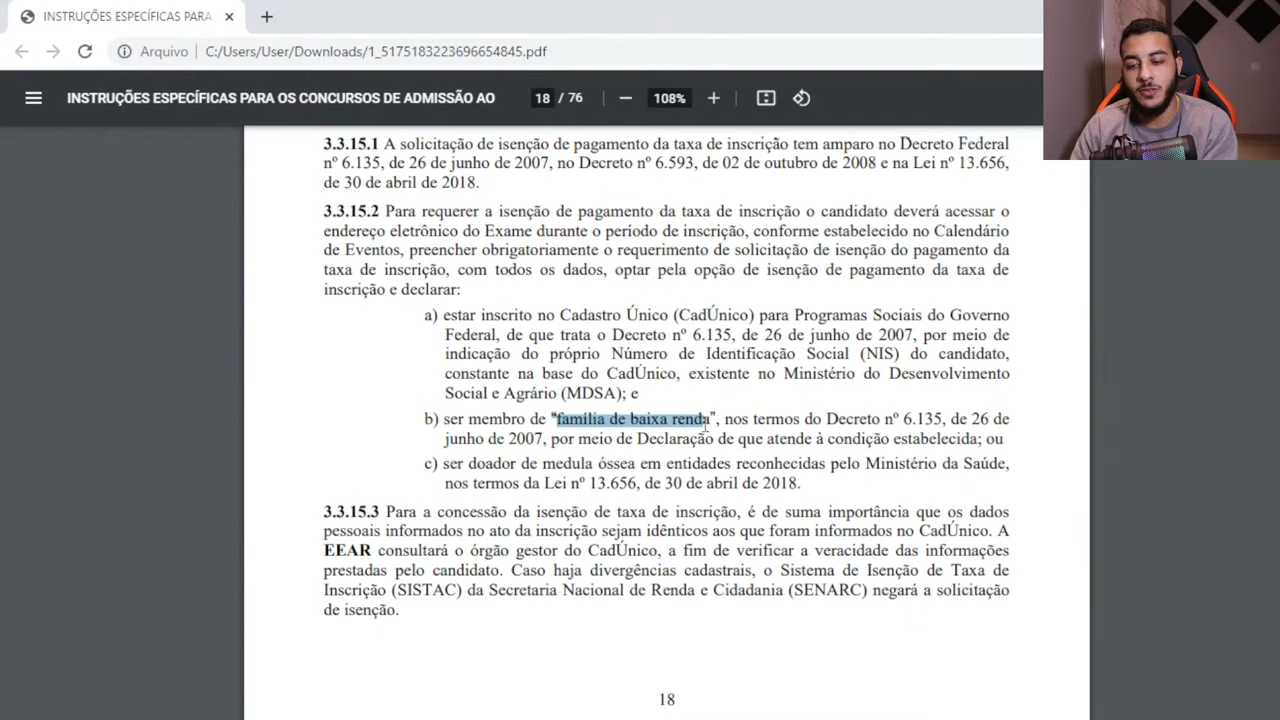 INSTRUÇÕES ESPECÍFICAS PARA
Arquivo
C:/Users/User/Downloads/1_5175183223696654845.pdf
INSTRUÇÕES ESPECÍFICAS PARA OS CONCURSOS DE ADMISSÃO AO
18 / 76
108%
3.3.15.1 A solicitação de isenção de pagamento da taxa de inscrição tem amparo no Decreto Federal
nº 6.135, de 26 de junho de 2007, no Decreto nº 6.593, de 02 de outubro de 2008 e na Lei nº 13.656,
de 30 de abril de 2018.
3.3.15.2 Para requerer a isenção de pagamento da taxa de inscrição o candidato deverá acessar o
endereço eletrônico do Exame durante o período de inscrição, conforme estabelecido no Calendário
de Eventos, preencher obrigatoriamente o requerimento de solicitação de isenção do pagamento da
taxa de inscrição, com todos os dados, optar pela opção de isenção de pagamento da taxa de
inscrição e declarar:
a) estar inscrito no Cadastro Único (CadÚnico) para Programas Sociais do Governo
Federal, de que trata o Decreto nº 6.135, de 26 de junho de 2007, por meio de
indicação do próprio Número de Identificação Social (NIS) do candidato,
constante na base do CadÚnico, existente no Ministério do Desenvolvimento
Social e Agrário (MDSA); e
b) ser membro de “família de baixa renda”, nos termos do Decreto nº 6.135, de 26 de
junho de 2007, por meio de Declaração de que atende à condição estabelecida; ou
c) ser doador de medula óssea em entidades reconhecidas pelo Ministério da Saúde,
nos termos da Lei nº 13.656, de 30 de abril de 2018.
3.3.15.3 Para a concessão da isenção de taxa de inscrição, é de suma importância que os dados
pessoais informados no ato da inscrição sejam idênticos aos que foram informados no CadÚnico. A
EEAR consultará o órgão gestor do CadÚnico, a fim de verificar a veracidade das informações
prestadas pelo candidato. Caso haja divergências cadastrais, o Sistema de Isenção de Taxa de
Inscrição (SISTAC) da Secretaria Nacional de Renda e Cidadania (SENARC) negará a solicitação
de isenção.
18